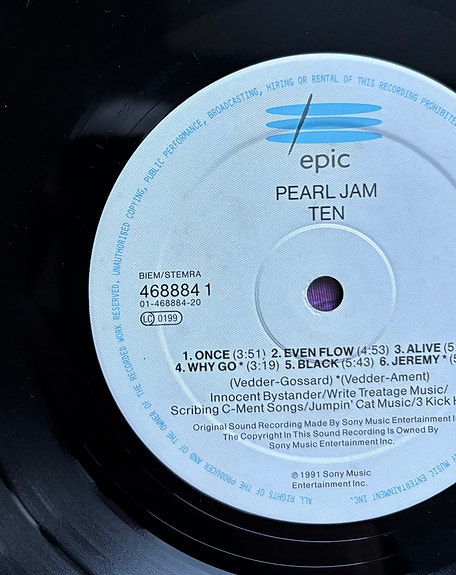 ALL RIGHTS OF THE PRODUCER AND OF THE OWNER OF THE RECORDED WORK RESERVED. UNAUTHORISED COPYING, PUBLIC PERFORMANCE, BROADCASTING, HIRING OR RENTAL OF THIS RECORDING PROHIBITED
epic
PEARL JAM
TEN
BIEM/STEMRA
468884 1
01-468884-20
LC 0199
1. ONCE (3:51) 2. EVEN FLOW (4:53) 3. ALIVE (5
4. WHY GO * (3:19) 5. BLACK (5:43) 6. JEREMY * (5
(Vedder-Gossard) *(Vedder-Ament)
Innocent Bystander/Write Treatage Music/
Scribing C-Ment Songs/Jumpin' Cat Music/3 Kick H
Original Sound Recording Made By Sony Music Entertainment I
The Copyright In This Sound Recording Is Owned By
Sony Music Entertainment Inc.
℗ 1991 Sony Music
Entertainment Inc.
MUSIC ENTERTAINMENT INC.